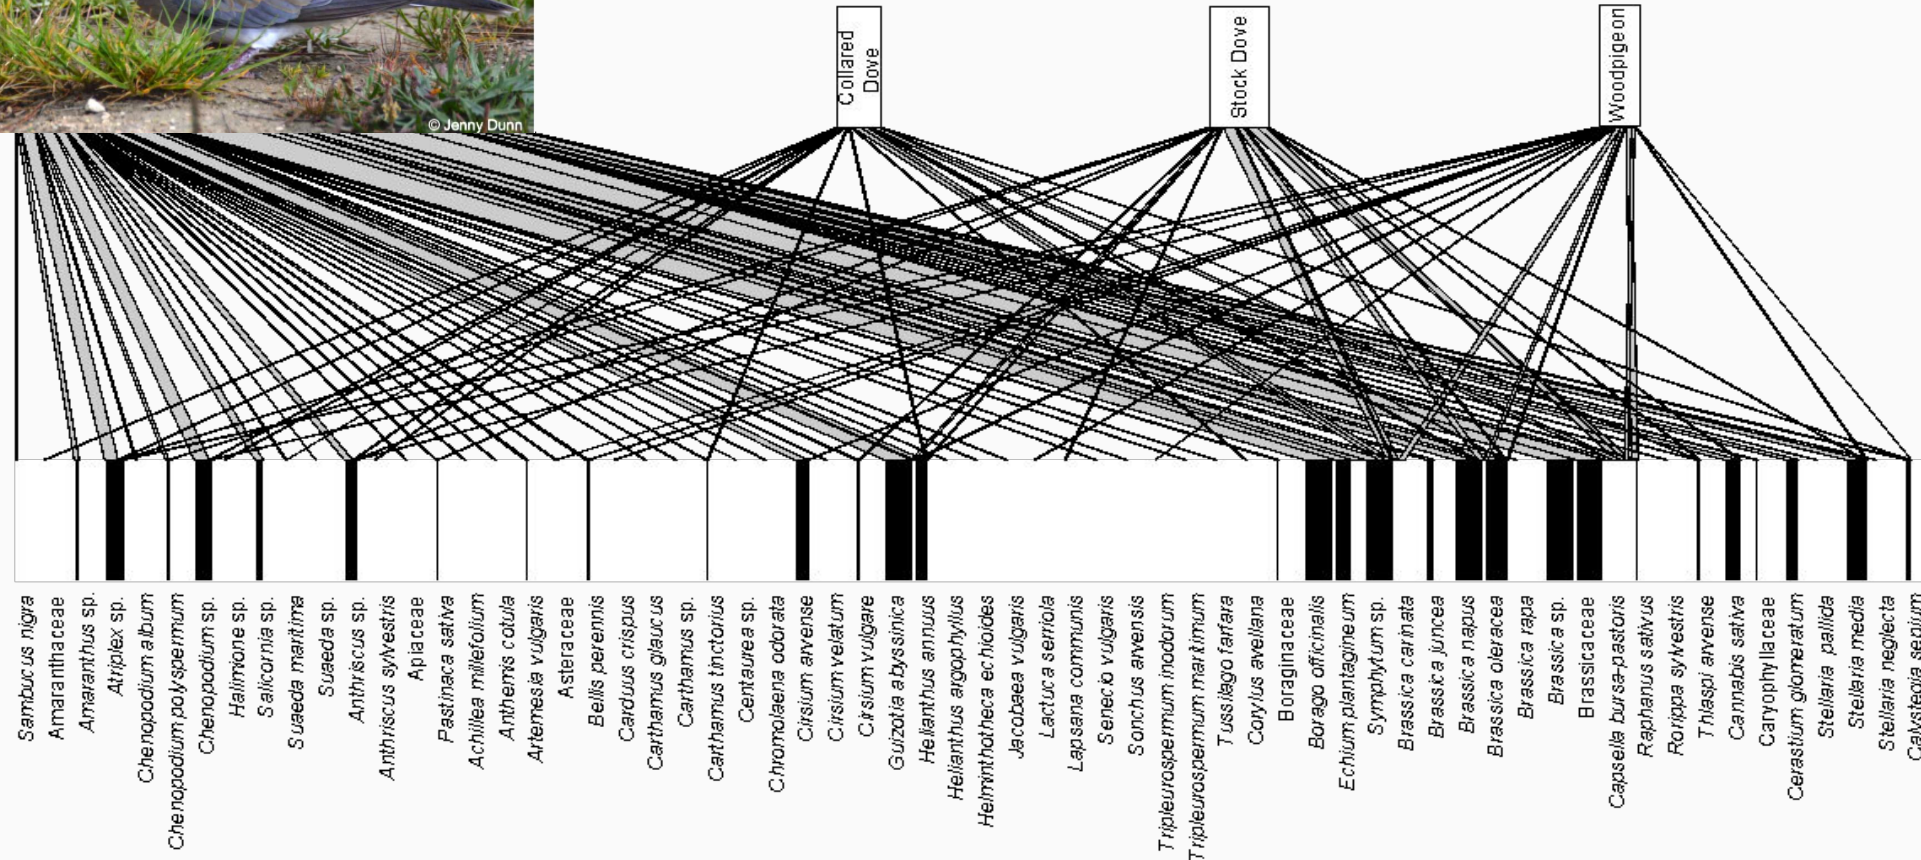 Collared
Dove
Stock Dove
Woodpigeon
© Jenny Dunn
Sambucus nigra
Amaranthaceae
Amaranthus sp.
Atriplex sp.
Chenopodium album
Chenopodium polyspermum
Chenopodium sp.
Halimione sp.
Salicornia sp.
Suaeda maritima
Suaeda sp.
Anthriscus sp.
Anthriscus sylvestris
Apiaceae
Pastinaca sativa
Achillea millefolium
Anthemis cotula
Artemesia vulgaris
Asteraceae
Bellis perennis
Carduus crispus
Carthamus glaucus
Carthamus sp.
Carthamus tinctorius
Centaurea sp.
Chromolaena odorata
Cirsium arvense
Cirsium velatum
Cirsium vulgare
Guizotia abyssinica
Helianthus annuus
Helianthus argophyllus
Helminthotheca echioides
Jacobaea vulgaris
Lactuca serriola
Lapsana communis
Senecio vulgaris
Sonchus arvensis
Tripleurospermum inodorum
Tripleurospermum maritimum
Tussilago farfara
Corylus avellana
Boraginaceae
Borago officinalis
Echium plantagineum
Symphytum sp.
Brassica carinata
Brassica juncea
Brassica napus
Brassica oleracea
Brassica rapa
Brassica sp.
Brassicaceae
Capsella bursa-pastoris
Raphanus sativus
Rorippa sylvestris
Thlaspi arvense
Cannabis sativa
Caryophyllaceae
Cerastium glomeratum
Stellaria pallida
Stellaria media
Stellaria neglecta
Calystegia sepium